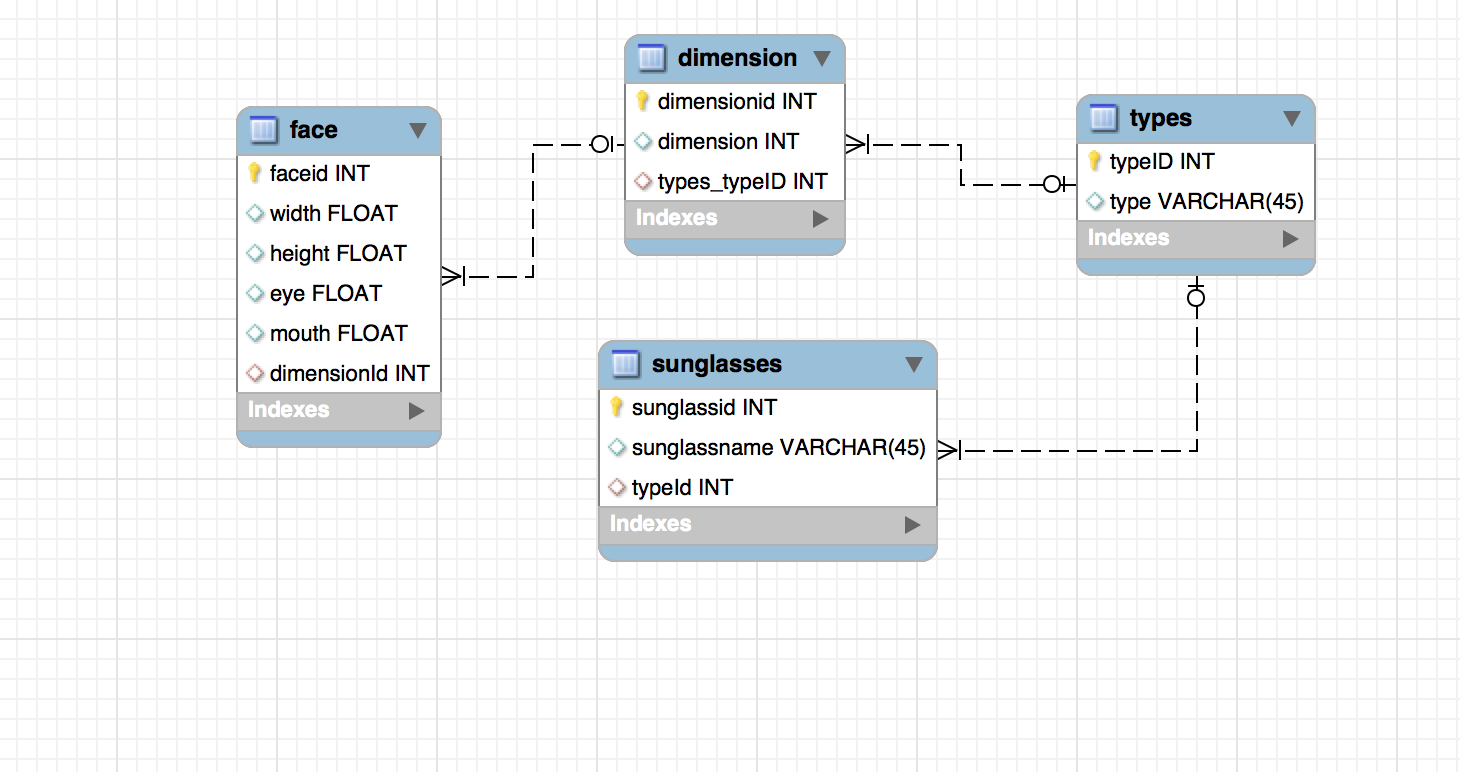 face
faceid INT
width FLOAT
height FLOAT
eye FLOAT
mouth FLOAT
dimensionId INT
Indexes
dimension
dimensionid INT
dimension INT
types_typeID INT
Indexes
types
typeID INT
type VARCHAR(45)
Indexes
sunglasses
sunglassid INT
sunglassname VARCHAR(45)
typeId INT
Indexes